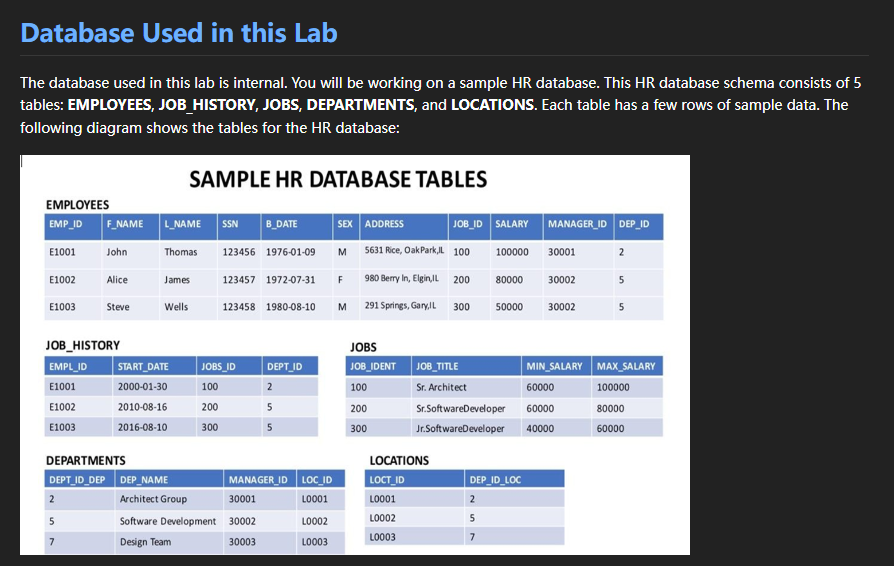 Database Used in this Lab
The database used in this lab is internal. You will be working on a sample HR database. This HR database schema consists of 5
tables: EMPLOYEES, JOB_HISTORY, JOBS, DEPARTMENTS, and LOCATIONS. Each table has a few rows of sample data. The
following diagram shows the tables for the HR database:
SAMPLE HR DATABASE TABLES
EMPLOYEES
EMP_ID F_NAME L_NAME SSN B_DATE SEX ADDRESS JOB_ID SALARY MANAGER_ID DEP_ID
E1001 John Thomas 123456 1976-01-09 M 5631 Rice, OakPark,IL 100 100000 30001 2
E1002 Alice James 123457 1972-07-31 F 980 Berry ln, Elgin,IL 200 80000 30002 5
E1003 Steve Wells 123458 1980-08-10 M 291 Springs, Gary,IL 300 50000 30002 5
JOB_HISTORY
EMPL_ID START_DATE JOBS_ID DEPT_ID
E1001 2000-01-30 100 2
E1002 2010-08-16 200 5
E1003 2016-08-10 300 5
JOBS
JOB_IDENT JOB_TITLE MIN_SALARY MAX_SALARY
100 Sr. Architect 60000 100000
200 Sr.SoftwareDeveloper 60000 80000
300 Jr.SoftwareDeveloper 40000 60000
DEPARTMENTS
DEPT_ID_DEP DEP_NAME MANAGER_ID LOC_ID
2 Architect Group 30001 L0001
5 Software Development 30002 L0002
7 Design Team 30003 L0003
LOCATIONS
LOCT_ID DEP_ID_LOC
L0001 2
L0002 5
L0003 7